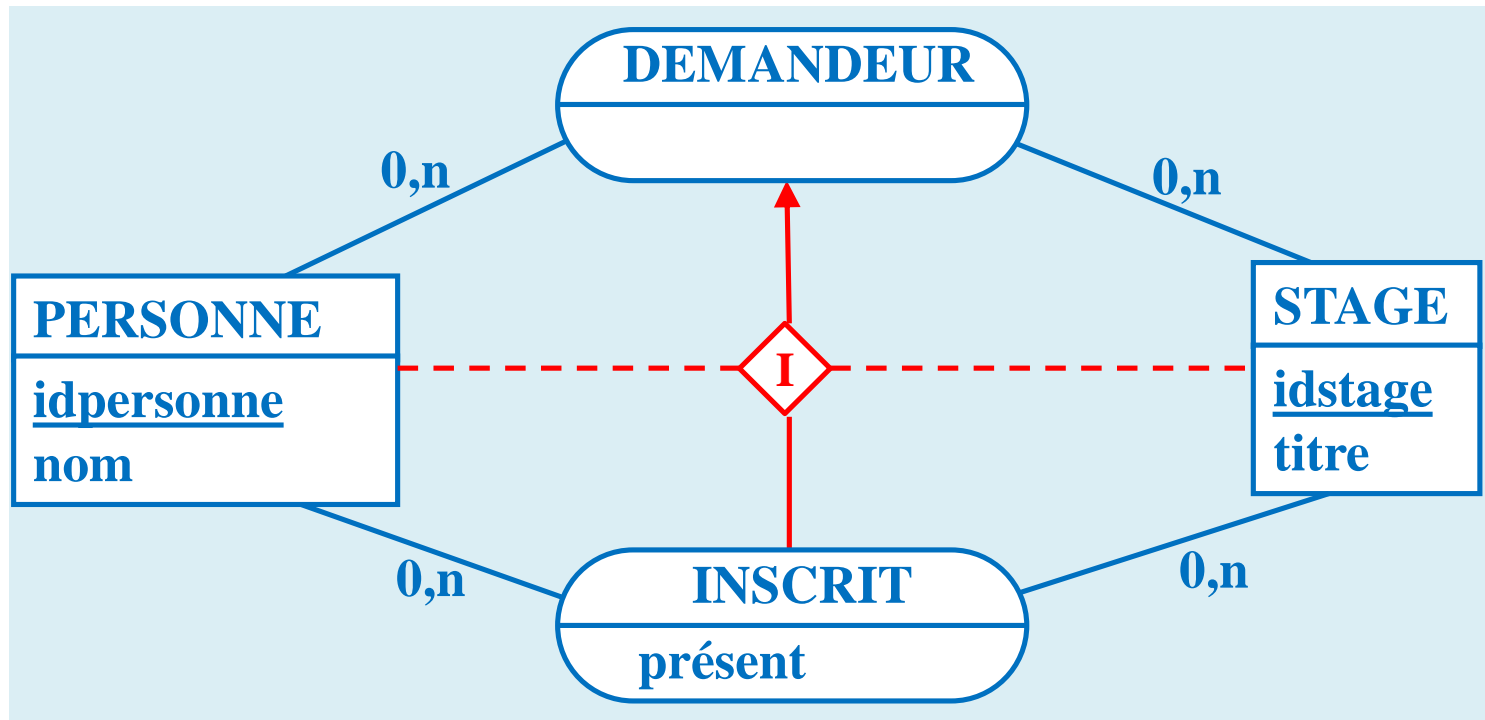 DEMANDEUR
0,n
0,n
PERSONNE
idpersonne
nom
I
STAGE
idstage
titre
0,n
0,n
INSCRIT
présent